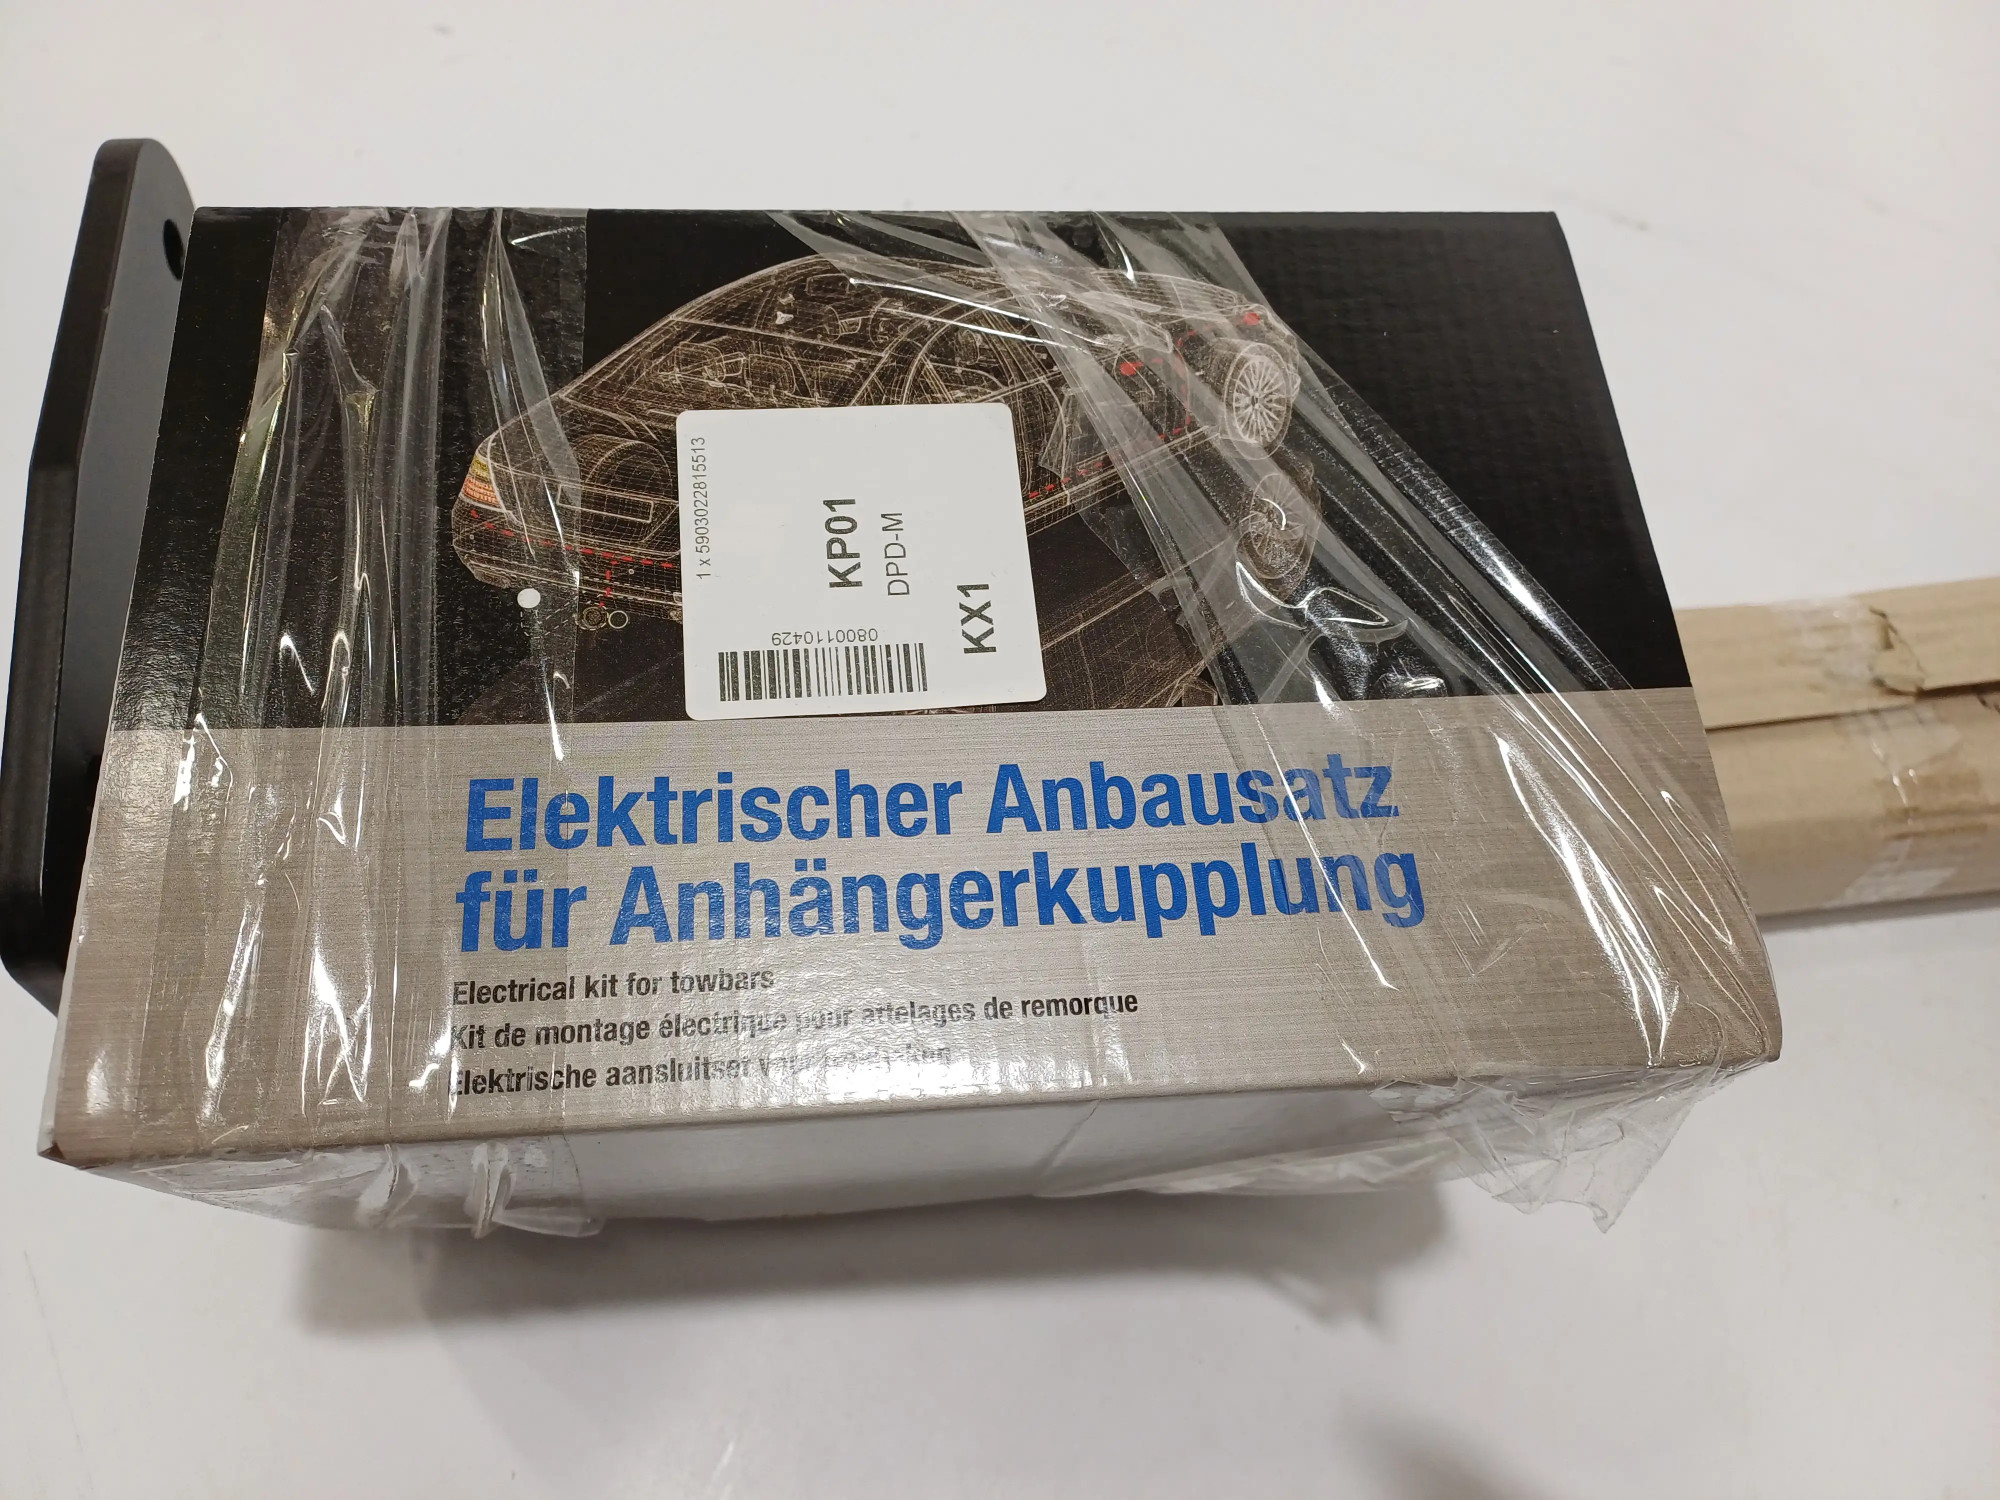 1 x 5903022815513
KP01
DPD-M
KX1
0800110429
Elektrischer Anbausatz
für Anhängerkupplung
Electrical kit for towbars
Kit de montage électrique pour attelages de remorque
Elektrische aansluitset voor